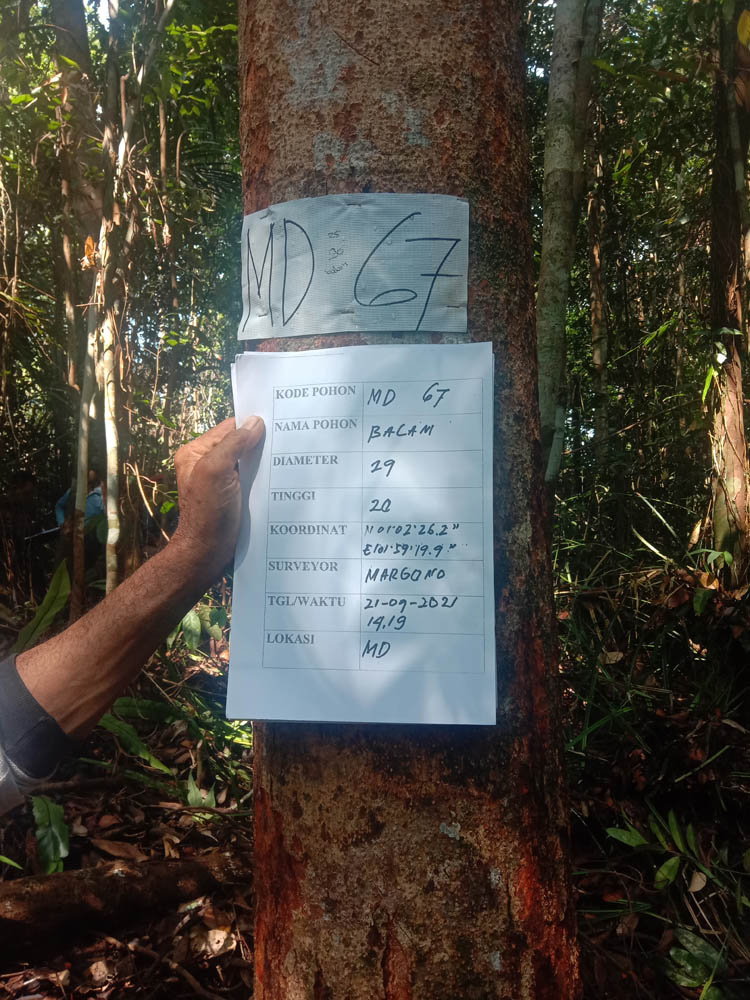 MD 67
KODE POHON MD 67
NAMA POHON BALAM
DIAMETER 29
TINGGI 20
KOORDINAT N 01°02'26.2"
E101°59'19.9"
SURVEYOR MARGONO
TGL/WAKTU 21-09-2021
14.19
LOKASI MD